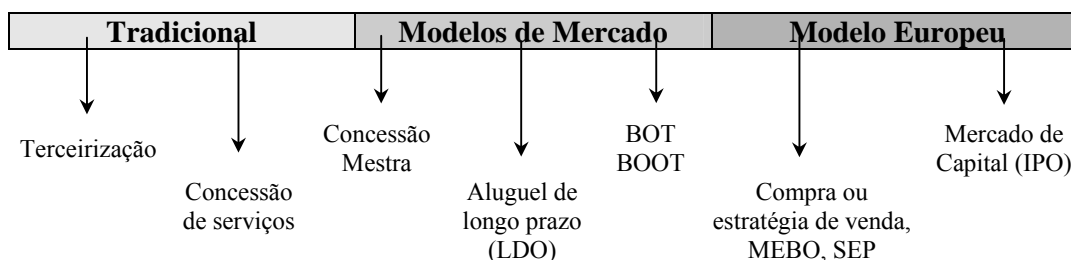 Tradicional
Modelos de Mercado
Modelo Europeu
Terceirização
Concessão
de serviços
Concessão
Mestra
Aluguel de
longo prazo
(LDO)
BOT
BOOT
Compra ou
estratégia de venda,
MEBO, SEP
Mercado de
Capital (IPO)